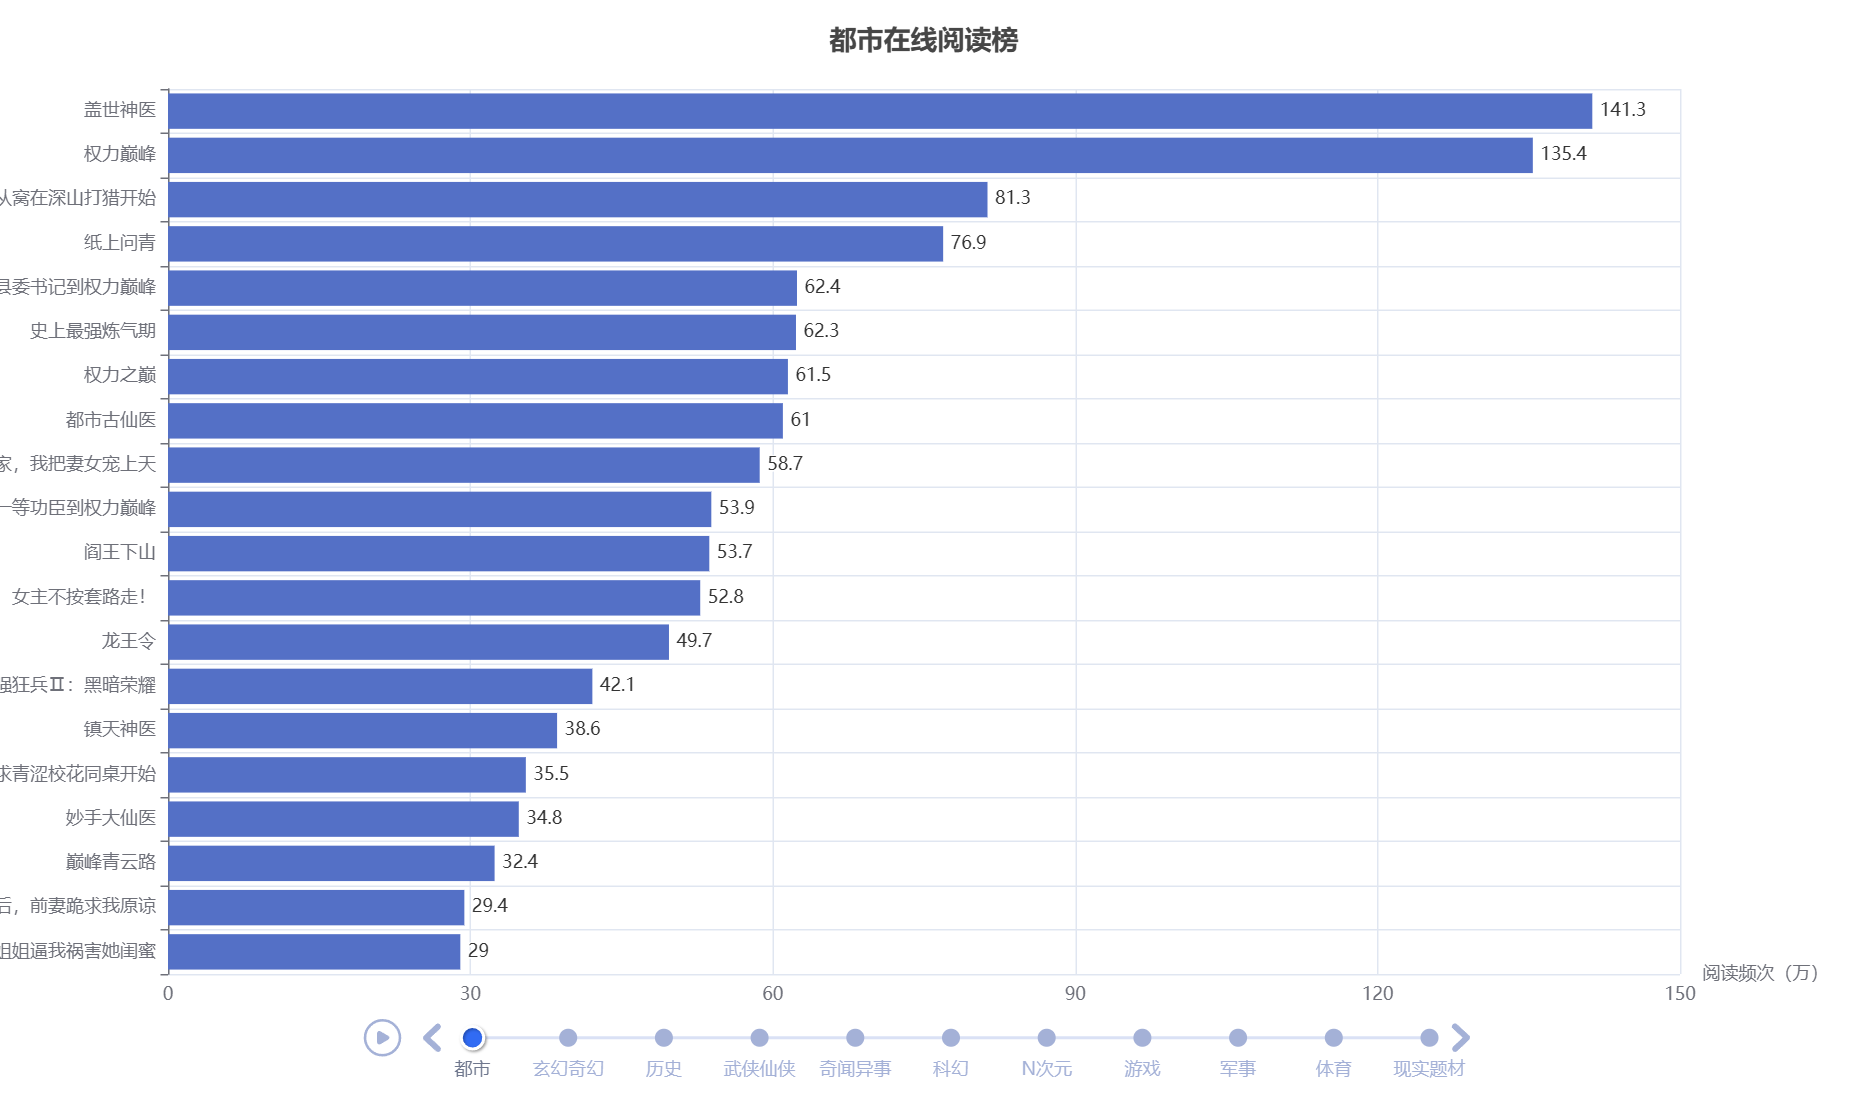 都市在线阅读榜
盖世神医 141.3
权力巅峰 135.4
从窝在深山打猎开始 81.3
纸上问青 76.9
县委书记到权力巅峰 62.4
史上最强炼气期 62.3
权力之巅 61.5
都市古仙医 61
家，我把妻女宠上天 58.7
一等功臣到权力巅峰 53.9
阎王下山 53.7
女主不按套路走！ 52.8
龙王令 49.7
强狂兵Ⅱ：黑暗荣耀 42.1
镇天神医 38.6
求青涩校花同桌开始 35.5
妙手大仙医 34.8
巅峰青云路 32.4
后，前妻跪求我原谅 29.4
姐姐逼我祸害她闺蜜 29
阅读频次（万）
0 30 60 90 120 150
都市 玄幻奇幻 历史 武侠仙侠 奇闻异事 科幻 N次元 游戏 军事 体育 现实题材